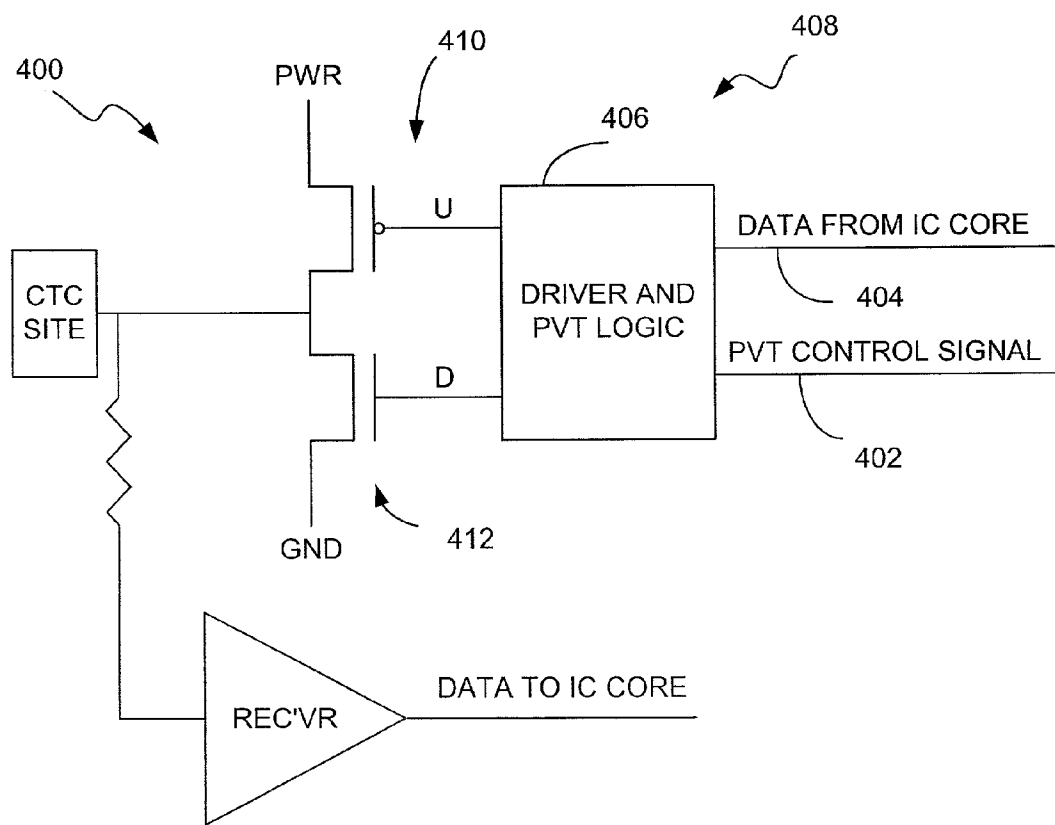 400
PWR
410
408
406
U
DATA FROM IC CORE
404
CTC
SITE
DRIVER AND
PVT LOGIC
PVT CONTROL SIGNAL
402
D
412
GND
REC'VR
DATA TO IC CORE